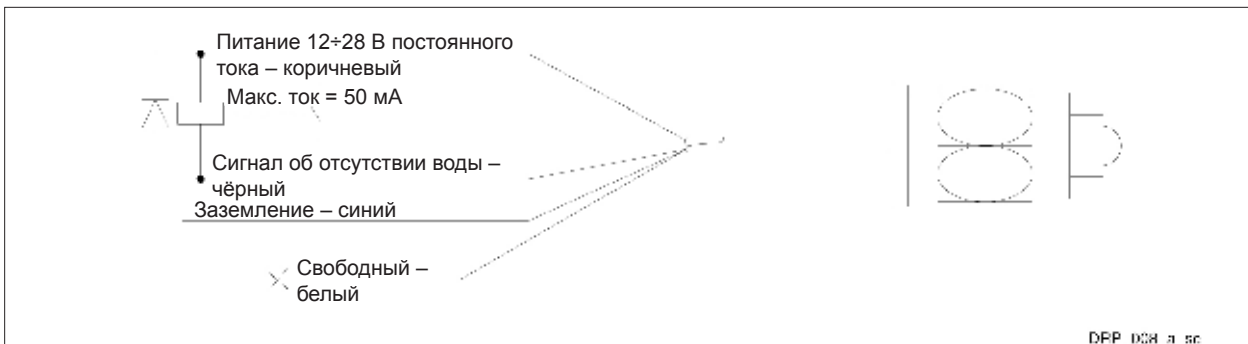 Питание 12÷28 В постоянного
тока – коричневый
Макс. ток = 50 мА
Сигнал об отсутствии воды –
чёрный
Заземление – синий
Свободный –
белый